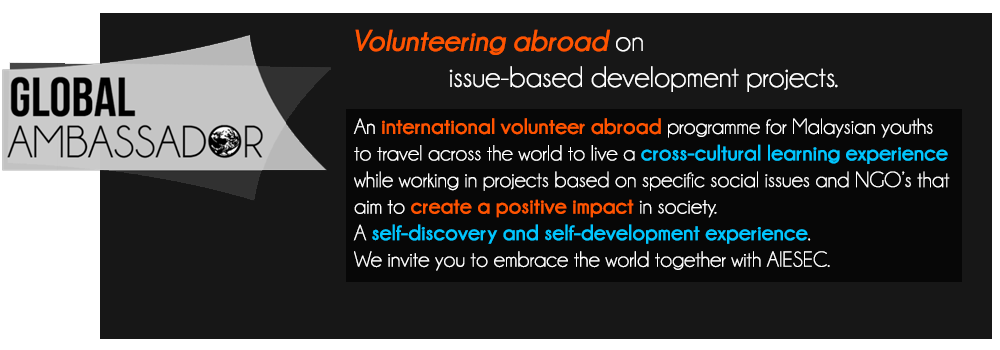 GLOBAL
AMBASSADOR
Volunteering abroad on
issue-based development projects.
An international volunteer abroad programme for Malaysian youths
to travel across the world to live a cross-cultural learning experience
while working in projects based on specific social issues and NGO's that
aim to create a positive impact in society.
A self-discovery and self-development experience.
We invite you to embrace the world together with AIESEC.